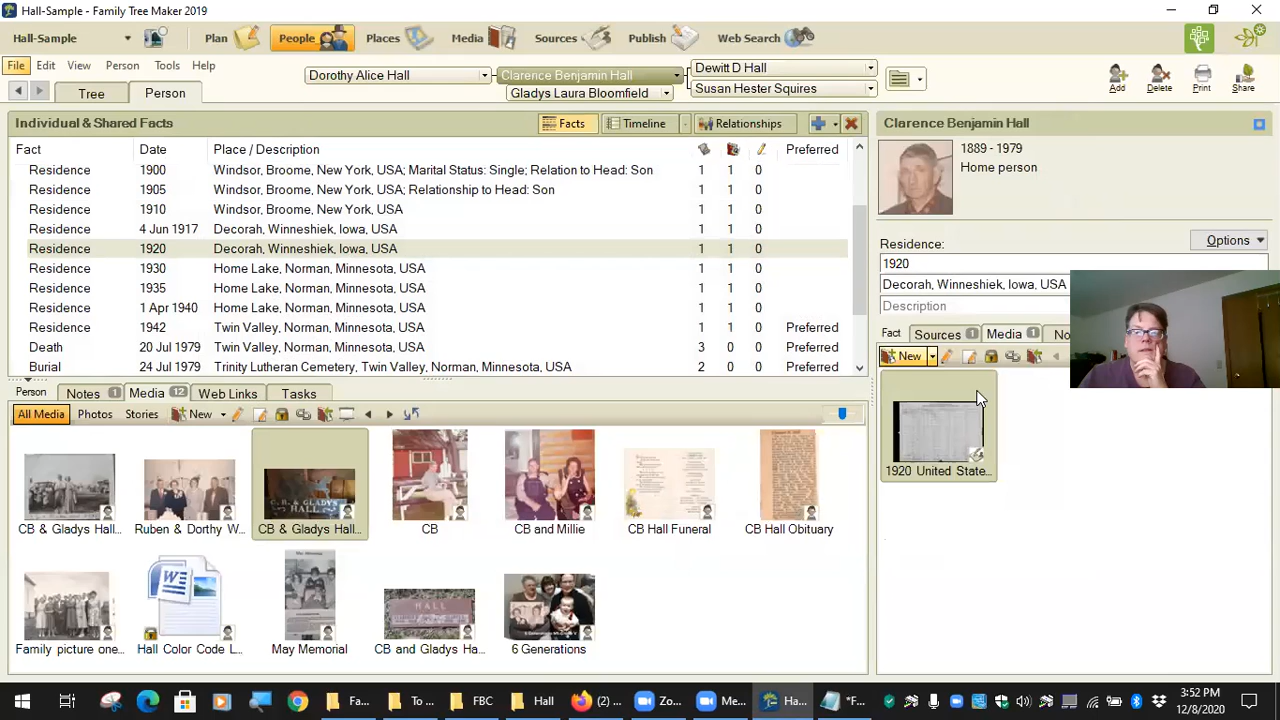 Hall-Sample - Family Tree Maker 2019
Hall-Sample Plan People Places Media Sources Publish Web Search
File Edit View Person Tools Help
Dorothy Alice Hall Clarence Benjamin Hall Dewitt D Hall
Gladys Laura Bloomfield Susan Hester Squires
Add Delete Print Share
Tree Person
Individual & Shared Facts Facts Timeline Relationships
Fact Date Place / Description Preferred
Residence 1900 Windsor, Broome, New York, USA; Marital Status: Single; Relation to Head: Son 1 1 0
Residence 1905 Windsor, Broome, New York, USA; Relationship to Head: Son 1 1 0
Residence 1910 Windsor, Broome, New York, USA 1 1 0
Residence 4 Jun 1917 Decorah, Winneshiek, Iowa, USA 1 1 0
Residence 1920 Decorah, Winneshiek, Iowa, USA 1 1 0
Residence 1930 Home Lake, Norman, Minnesota, USA 1 1 0
Residence 1935 Home Lake, Norman, Minnesota, USA 1 1 0
Residence 1 Apr 1940 Home Lake, Norman, Minnesota, USA 1 1 0
Residence 1942 Twin Valley, Norman, Minnesota, USA 1 1 0 Preferred
Death 20 Jul 1979 Twin Valley, Norman, Minnesota, USA 3 0 0 Preferred
Burial 24 Jul 1979 Trinity Lutheran Cemetery, Twin Valley, Norman, Minnesota, USA 2 0 0 Preferred
Person Notes 1 Media 12 Web Links Tasks
All Media Photos Stories New
C.B. & GLADYS
HALL
CB & Gladys Hall... Ruben & Dorthy W... CB & Gladys Hall... CB CB and Millie CB Hall Funeral CB Hall Obituary
HALL
Family picture one... Hall Color Code L... May Memorial CB and Gladys Ha... 6 Generations
Clarence Benjamin Hall
1889 - 1979
Home person
Residence: Options
1920
Decorah, Winneshiek, Iowa, USA
Description
Fact Sources 1 Media 1 No
New
1920 United State...
Fa... To ... FBC Hall (2) ... Zo... Me... Ha... *F...
3:52 PM
12/8/2020